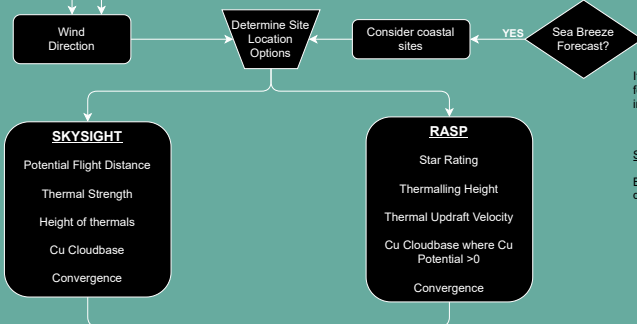 Wind
Direction
Determine Site
Location
Options
Consider coastal
sites
YES
Sea Breeze
Forecast?
SKYSIGHT
Potential Flight Distance
Thermal Strength
Height of thermals
Cu Cloudbase
Convergence
RASP
Star Rating
Thermalling Height
Thermal Updraft Velocity
Cu Cloudbase where Cu
Potential >0
Convergence